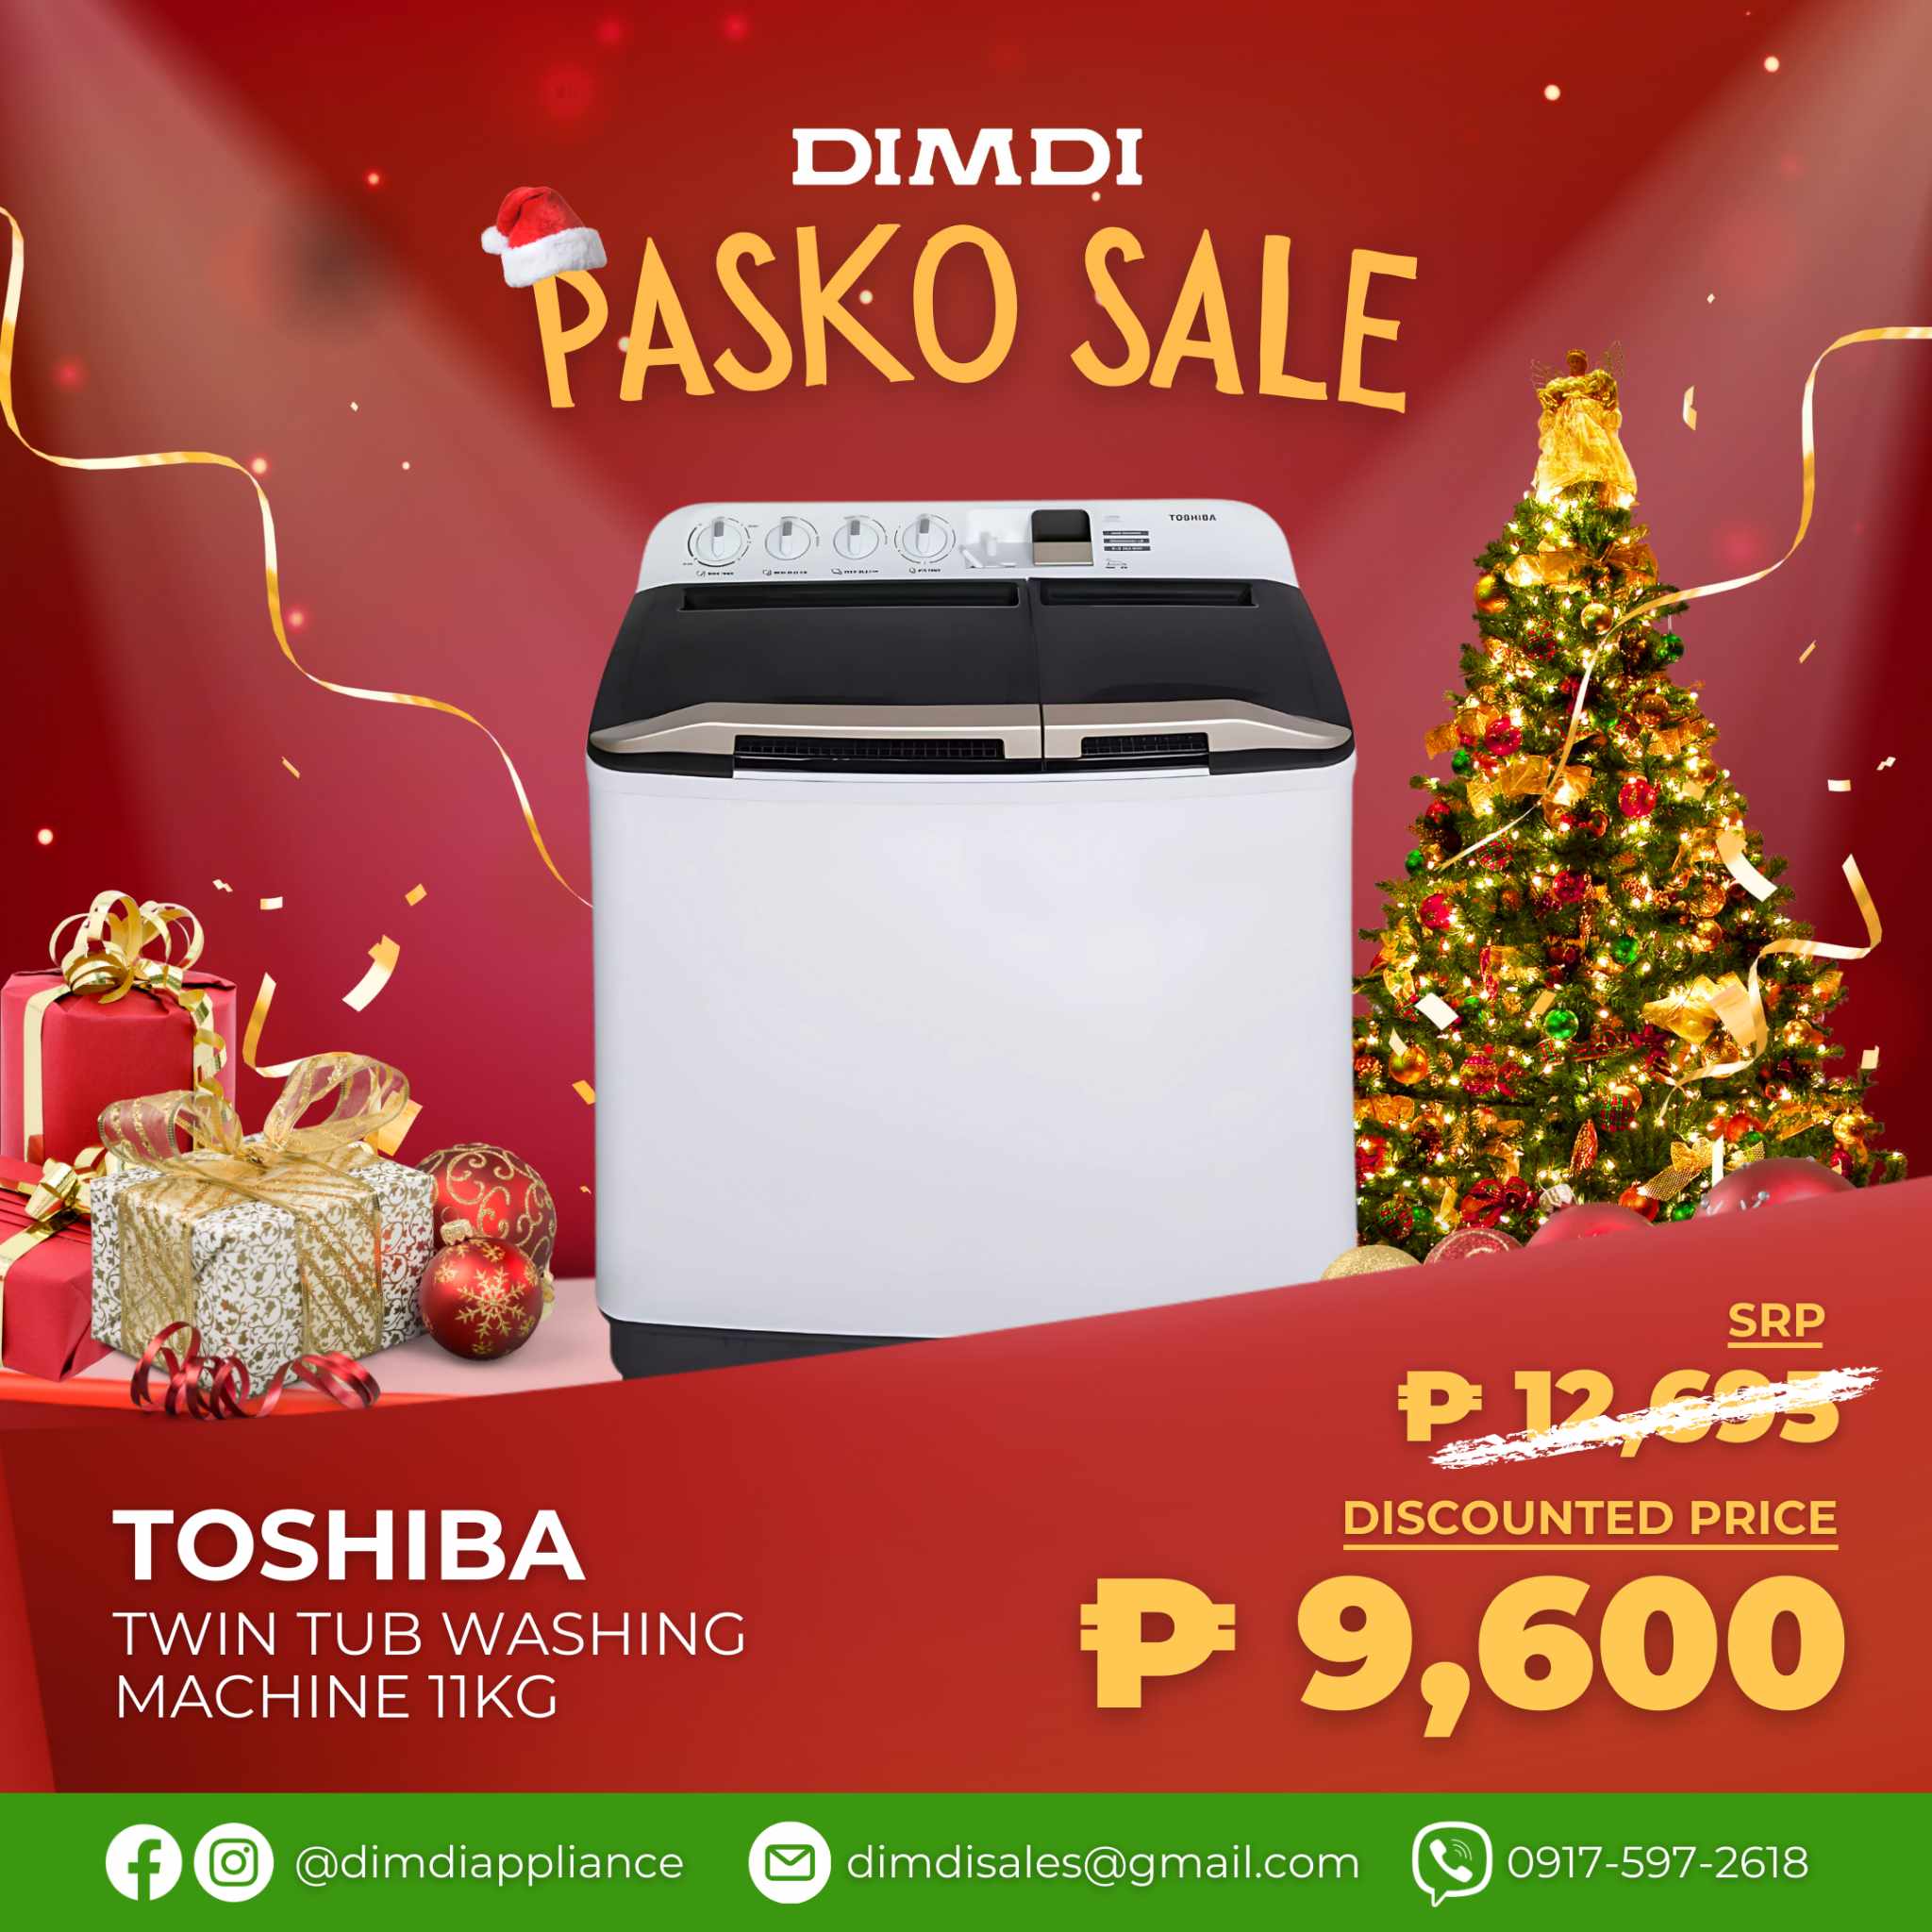 DIMDI
PASKO SALE
TOSHIBA
SRP
₱ 12,695
DISCOUNTED PRICE
₱ 9,600
TOSHIBA
TWIN TUB WASHING
MACHINE 11KG
@dimdiappliance
dimdisales@gmail.com
0917-597-2618